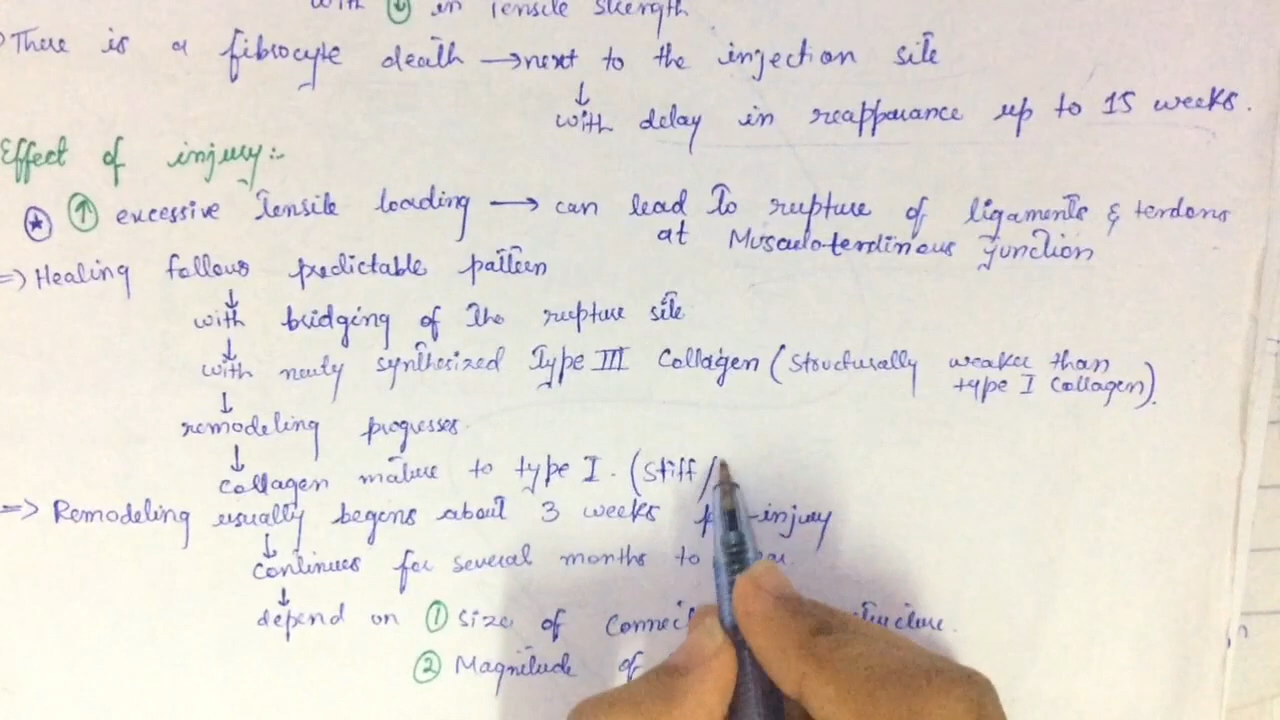 with ↓ in Tensile strength
There is a fibrocyte death → next to the injection site
↓
with delay in reapparance up to 15 weeks.
Effect of injury:-
★ ↑ excessive Tensile loading → can lead to rupture of ligaments & tendons
at Musculotendinous junction
=> Healing follows predictable pattern
↓
with bridging of the rupture site
↓
with newly synthesized Type III Collagen (structurally weaker than
type I Collagen).
↓
remodeling progresses.
↓
Collagen mature to type I. (stiff/
=> Remodeling usually begens about 3 weeks -injury
↓
Continues for several months to
↓
depend on ① size of
② Magnitude of